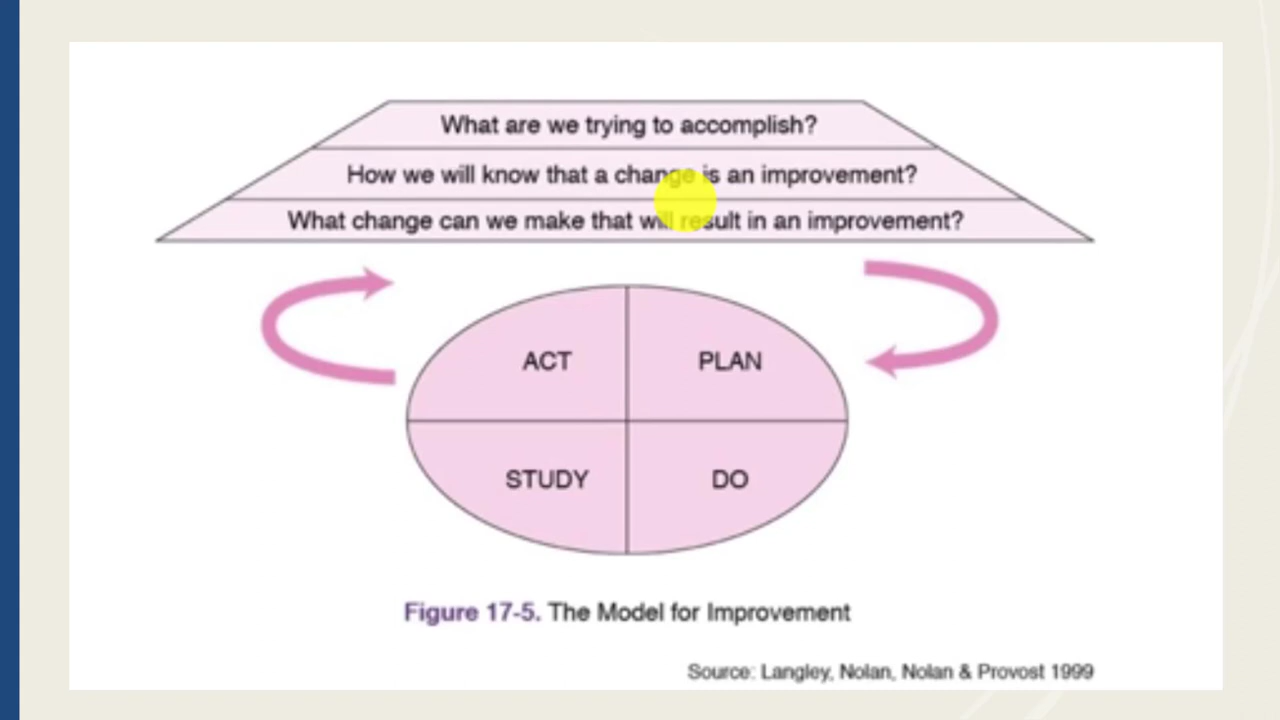 What are we trying to accomplish?
How we will know that a change is an improvement?
What change can we make that will result in an improvement?
ACT
PLAN
STUDY
DO
Figure 17-5. The Model for Improvement
Source: Langley, Nolan, Nolan & Provost 1999